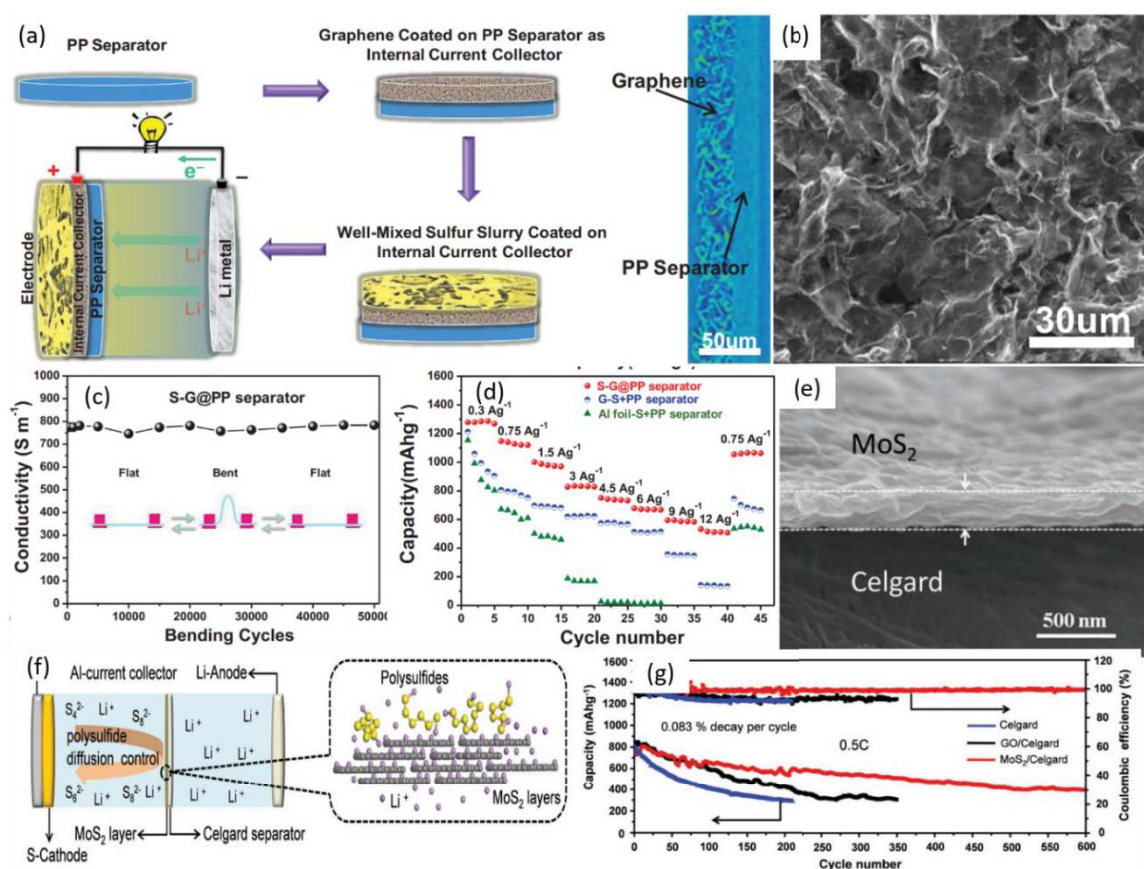 (a)
PP Separator
Graphene Coated on PP Separator as
Internal Current Collector
+
e⁻
−
Electrode
Internal Current Collector
PP Separator
Li⁺
Li⁺
Li metal
Well-Mixed Sulfur Slurry Coated on
Internal Current Collector
Graphene
PP Separator
50um
(b)
30um
(c)
S-G@PP separator
Conductivity (S m⁻¹)
900
800
700
600
500
400
300
200
100
0
Flat
Bent
Flat
0
10000
20000
30000
40000
50000
Bending Cycles
(d)
S-G@PP separator
G-S+PP separator
Al foil-S+PP separator
Capacity(mAhg⁻¹)
1600
1400
1200
1000
800
600
400
200
0
0.3 Ag⁻¹
0.75 Ag⁻¹
1.5 Ag⁻¹
3 Ag⁻¹
4.5 Ag⁻¹
6 Ag⁻¹
9 Ag⁻¹
12 Ag⁻¹
0.75 Ag⁻¹
0 5 10 15 20 25 30 35 40 45
Cycle number
(e)
MoS₂
Celgard
500 nm
(f)
Al-current collector
Li-Anode
S₄²⁻
Li⁺
S₈²⁻
Li⁺
Li⁺
polysulfide
diffusion control
Li⁺
Li⁺
S₆²⁻
Li⁺
S₈²⁻
Li⁺
Li⁺
Li⁺
MoS₂ layer
Celgard separator
S-Cathode
Polysulfides
Li⁺
MoS₂ layers
(g)
Capacity (mAhg⁻¹)
1600
1400
1200
1000
800
600
400
200
0
0.083 % decay per cycle
0.5C
Celgard
GO/Celgard
MoS₂/Celgard
120
100
80
60
40
20
0
Coulombic efficiency (%)
0 50 100 150 200 250 300 350 400 450 500 550 600
Cycle number